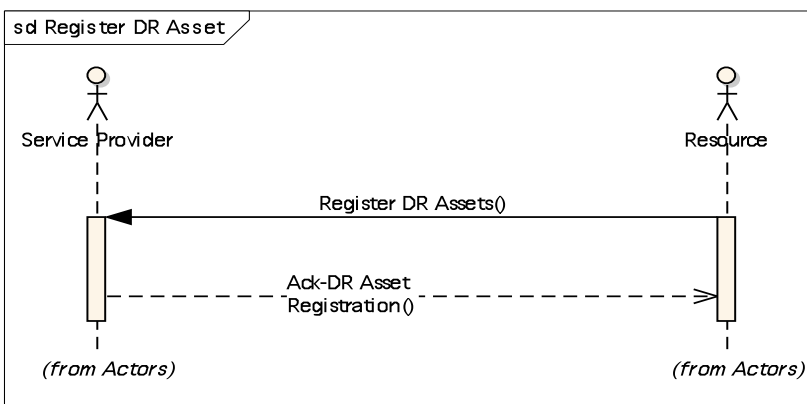 sd Register DR Asset
Service Provider
Resource
Register DR Assets()
Ack-DR Asset
Registration()
(from Actors)
(from Actors)